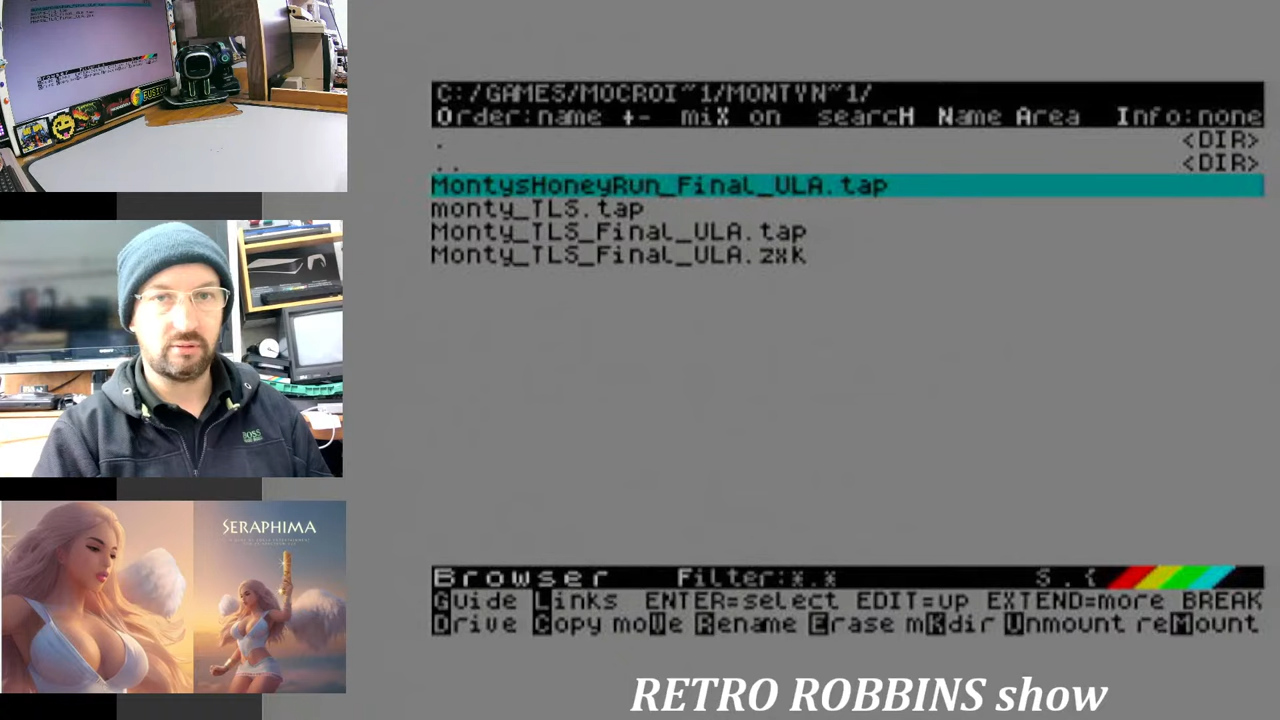 C:/GAMES/MOCROI~1/MONTYN~1/
Order:name +- miX on searcH Name Area Info:none
. <DIR>
.. <DIR>
MontysHoneyRun_Final_ULA.tap
monty_TLS.tap
Monty_TLS_Final_ULA.tap
Monty_TLS_Final_ULA.zxk
Browser Filter:*.*
Guide Links ENTER=select EDIT=up EXTEND=more BREAK
Drive Copy moVe Rename Erase mKdir Unmount reMount
FUSION
BOSS
SERAPHIMA
RETRO ROBBINS show